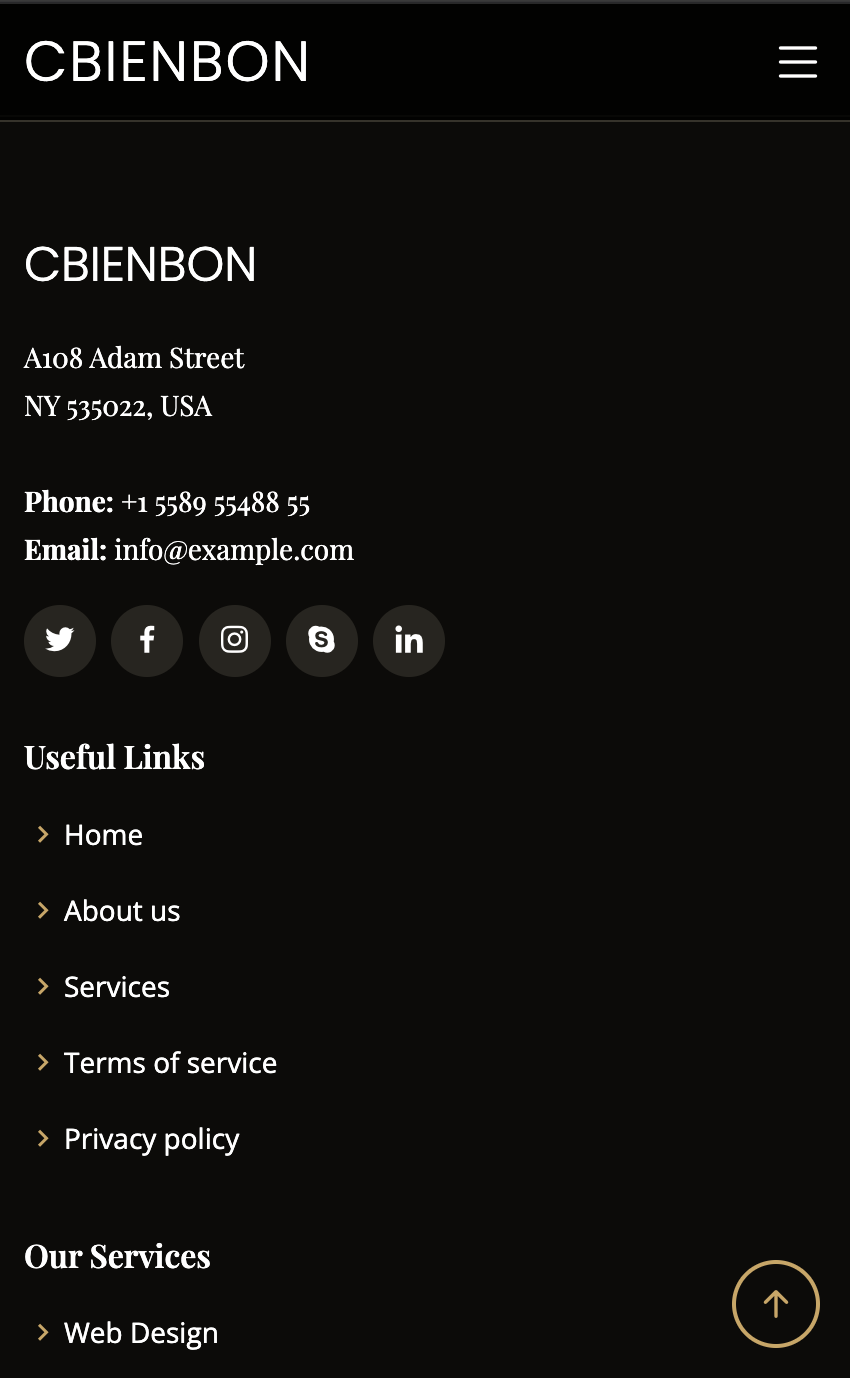 CBIENBON
CBIENBON
A108 Adam Street
NY 535022, USA
Phone: +1 5589 55488 55
Email: info@example.com
Useful Links
Home
About us
Services
Terms of service
Privacy policy
Our Services
Web Design